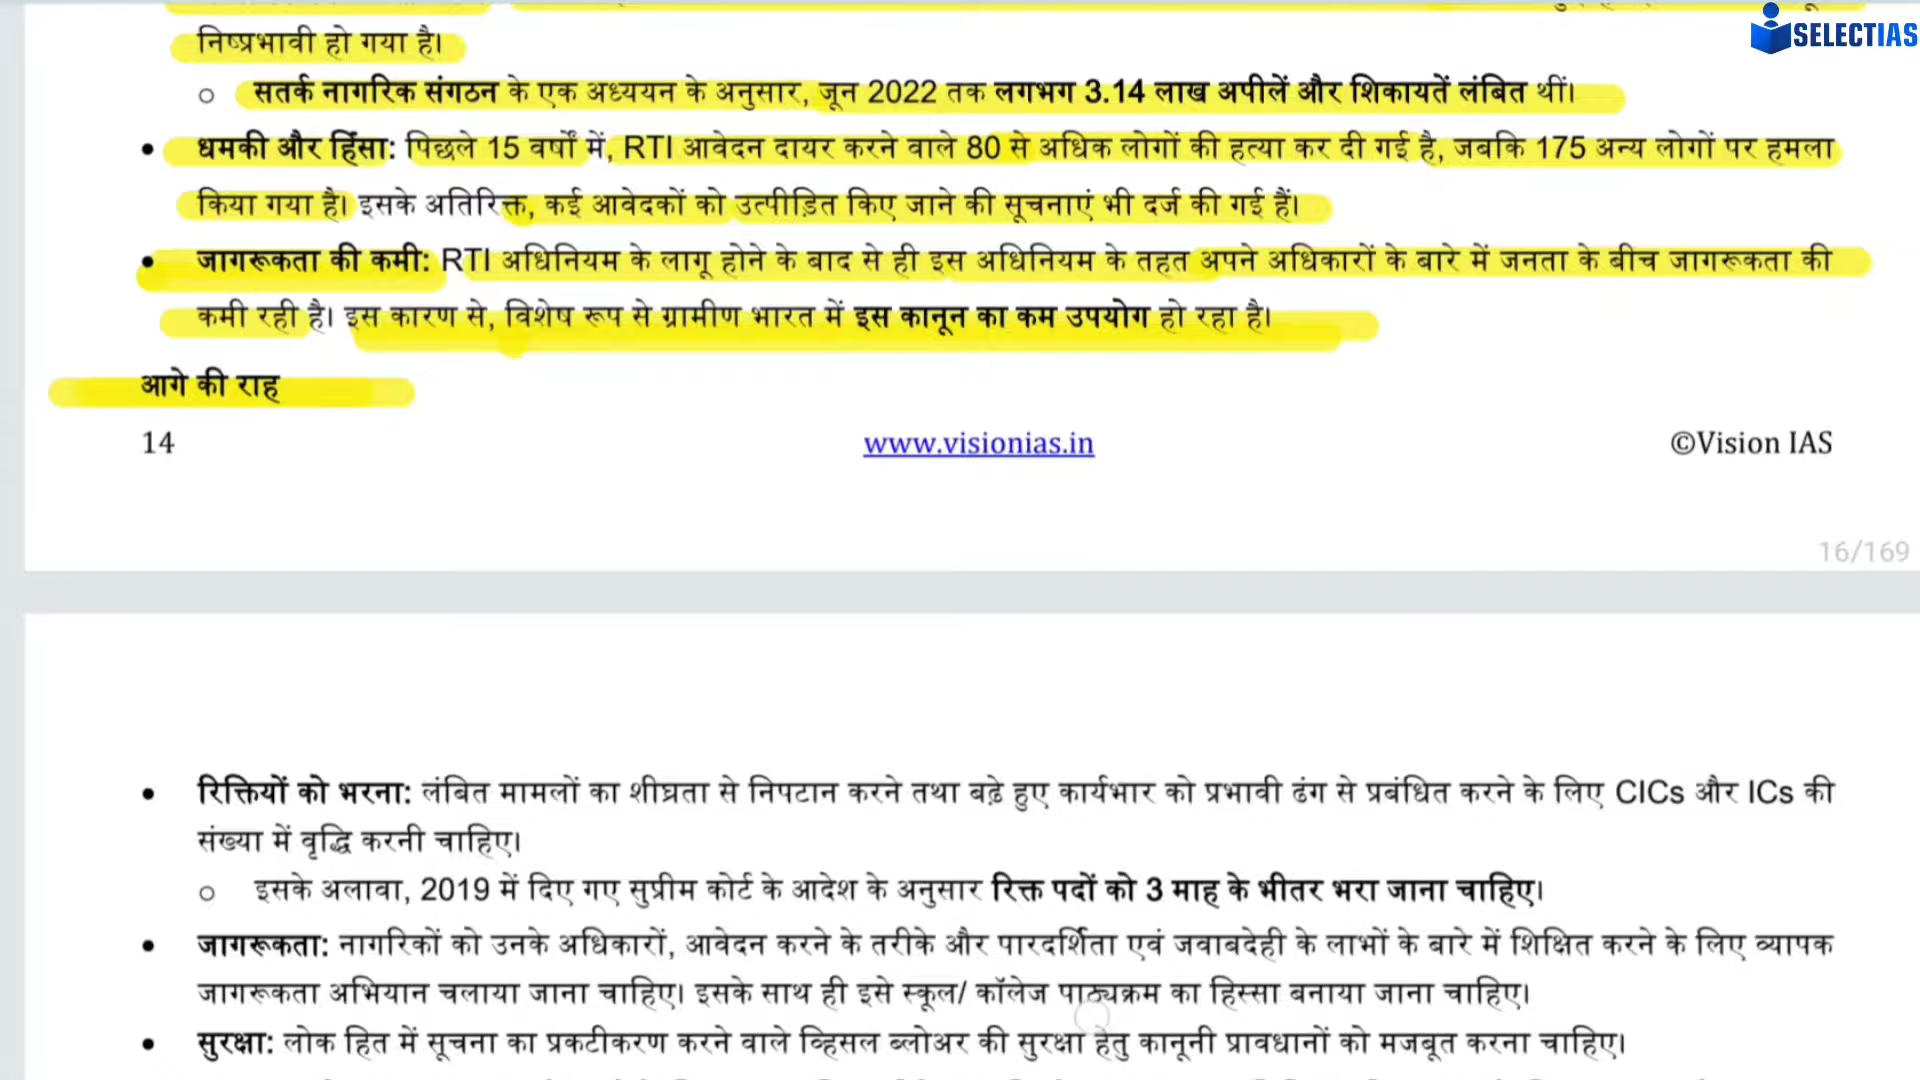 SELECTIAS
निष्प्रभावी हो गया है।
o सतर्क नागरिक संगठन के एक अध्ययन के अनुसार, जून 2022 तक लगभग 3.14 लाख अपीलें और शिकायतें लंबित थीं।
• धमकी और हिंसा: पिछले 15 वर्षों में, RTI आवेदन दायर करने वाले 80 से अधिक लोगों की हत्या कर दी गई है, जबकि 175 अन्य लोगों पर हमला
किया गया है। इसके अतिरिक्त, कई आवेदकों को उत्पीड़ित किए जाने की सूचनाएं भी दर्ज की गई हैं।
• जागरूकता की कमी: RTI अधिनियम के लागू होने के बाद से ही इस अधिनियम के तहत अपने अधिकारों के बारे में जनता के बीच जागरूकता की
कमी रही है। इस कारण से, विशेष रूप से ग्रामीण भारत में इस कानून का कम उपयोग हो रहा है।
आगे की राह
14 www.visionias.in ©Vision IAS
16/169
• रिक्तियों को भरना: लंबित मामलों का शीघ्रता से निपटान करने तथा बढ़े हुए कार्यभार को प्रभावी ढंग से प्रबंधित करने के लिए CICs और ICs की
संख्या में वृद्धि करनी चाहिए।
o इसके अलावा, 2019 में दिए गए सुप्रीम कोर्ट के आदेश के अनुसार रिक्त पदों को 3 माह के भीतर भरा जाना चाहिए।
• जागरूकता: नागरिकों को उनके अधिकारों, आवेदन करने के तरीके और पारदर्शिता एवं जवाबदेही के लाभों के बारे में शिक्षित करने के लिए व्यापक
जागरूकता अभियान चलाया जाना चाहिए। इसके साथ ही इसे स्कूल/ कॉलेज पाठ्यक्रम का हिस्सा बनाया जाना चाहिए।
• सुरक्षा: लोक हित में सूचना का प्रकटीकरण करने वाले व्हिसल ब्लोअर की सुरक्षा हेतु कानूनी प्रावधानों को मजबूत करना चाहिए।